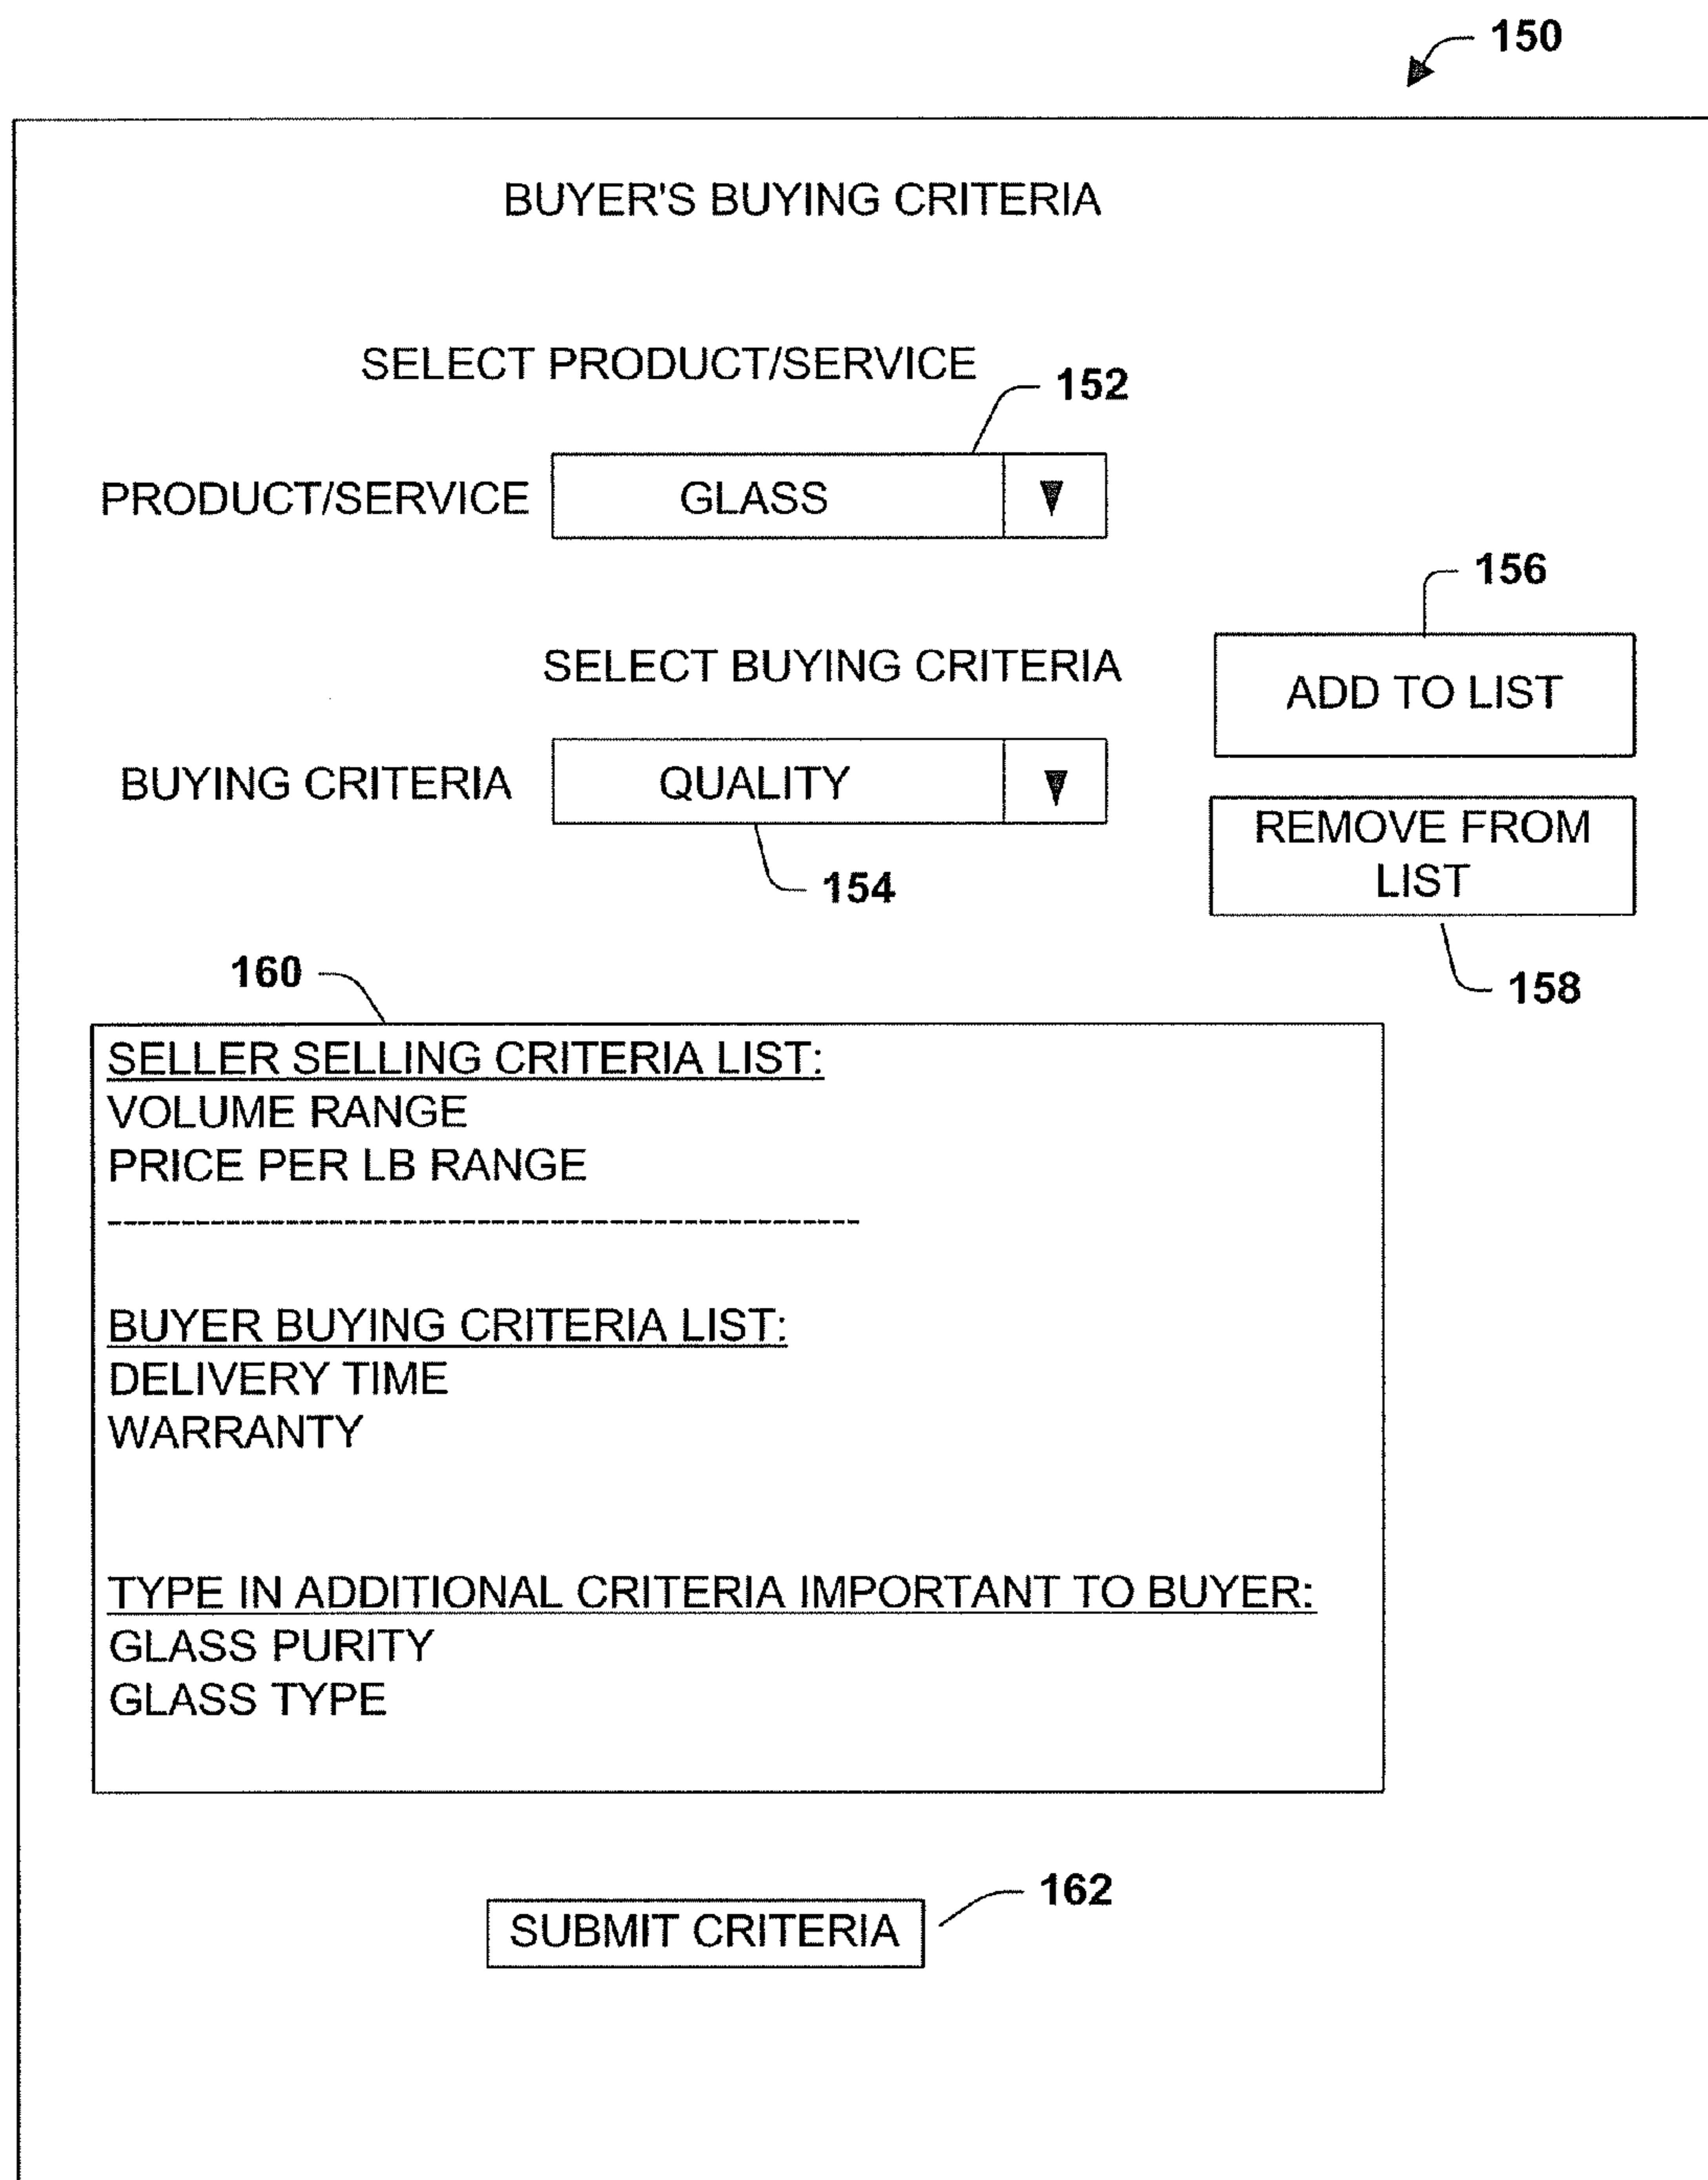 150
BUYER'S BUYING CRITERIA
SELECT PRODUCT/SERVICE
152
PRODUCT/SERVICE GLASS
156
SELECT BUYING CRITERIA
ADD TO LIST
BUYING CRITERIA QUALITY
REMOVE FROM
LIST
154
160
158
SELLER SELLING CRITERIA LIST:
VOLUME RANGE
PRICE PER LB RANGE
--------------------------------------------------
BUYER BUYING CRITERIA LIST:
DELIVERY TIME
WARRANTY
TYPE IN ADDITIONAL CRITERIA IMPORTANT TO BUYER:
GLASS PURITY
GLASS TYPE
162
SUBMIT CRITERIA